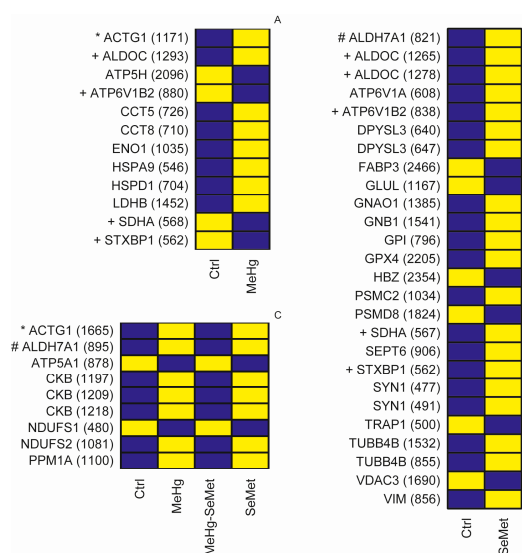 A
* ACTG1 (1171)
+ ALDOC (1293)
ATP5H (2096)
+ ATP6V1B2 (880)
CCT5 (726)
CCT8 (710)
ENO1 (1035)
HSPA9 (546)
HSPD1 (704)
LDHB (1452)
+ SDHA (568)
+ STXBP1 (562)
Ctrl
MeHg
C
* ACTG1 (1665)
# ALDH7A1 (895)
ATP5A1 (878)
CKB (1197)
CKB (1209)
CKB (1218)
NDUFS1 (480)
NDUFS2 (1081)
PPM1A (1100)
Ctrl
MeHg
MeHg-SeMet
SeMet
# ALDH7A1 (821)
+ ALDOC (1265)
+ ALDOC (1278)
ATP6V1A (608)
+ ATP6V1B2 (838)
DPYSL3 (640)
DPYSL3 (647)
FABP3 (2466)
GLUL (1167)
GNAO1 (1385)
GNB1 (1541)
GPI (796)
GPX4 (2205)
HBZ (2354)
PSMC2 (1034)
PSMD8 (1824)
+ SDHA (567)
SEPT6 (906)
+ STXBP1 (562)
SYN1 (477)
SYN1 (491)
TRAP1 (500)
TUBB4B (1532)
TUBB4B (855)
VDAC3 (1690)
VIM (856)
Ctrl
SeMet